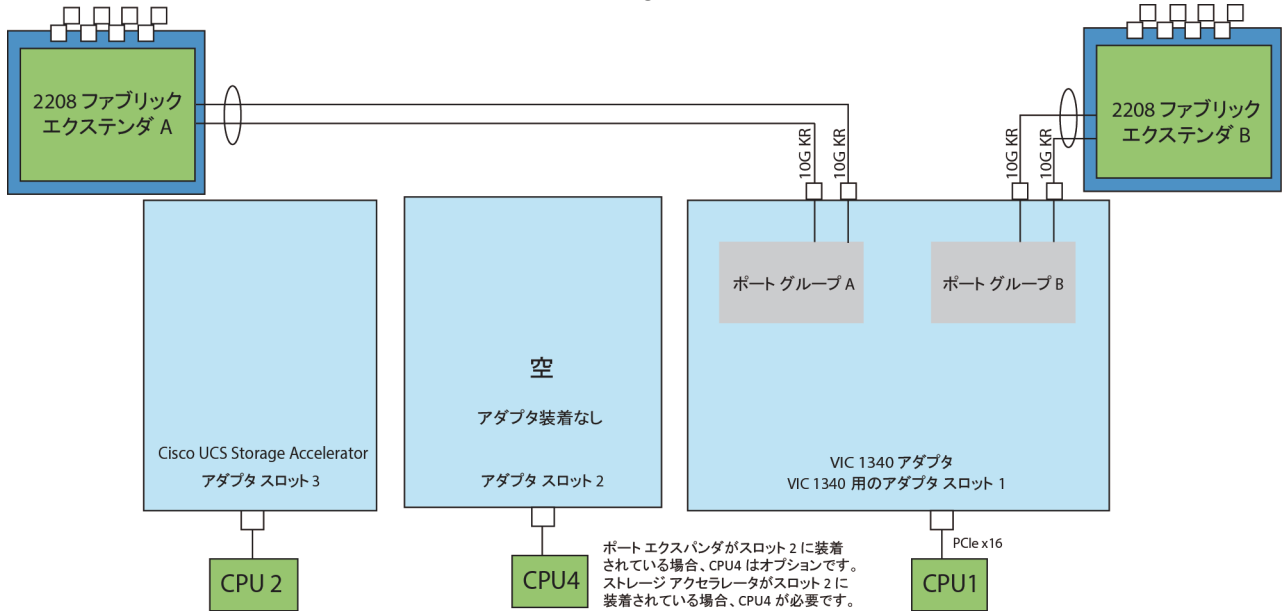 2208 ファブリック
エクステンダ A
2208 ファブリック
エクステンダ B
10G KR
10G KR
10G KR
10G KR
ポート グループ A
ポート グループ B
空
アダプタ装着なし
Cisco UCS Storage Accelerator
アダプタ スロット 3
アダプタ スロット 2
VIC 1340 アダプタ
VIC 1340 用のアダプタ スロット 1
PCIe x16
CPU 2
CPU4
ポート エクスパンダがスロット 2 に装着
されている場合、CPU4 はオプションです。
ストレージ アクセラレータがスロット 2 に
装着されている場合、CPU4 が必要です。
CPU1